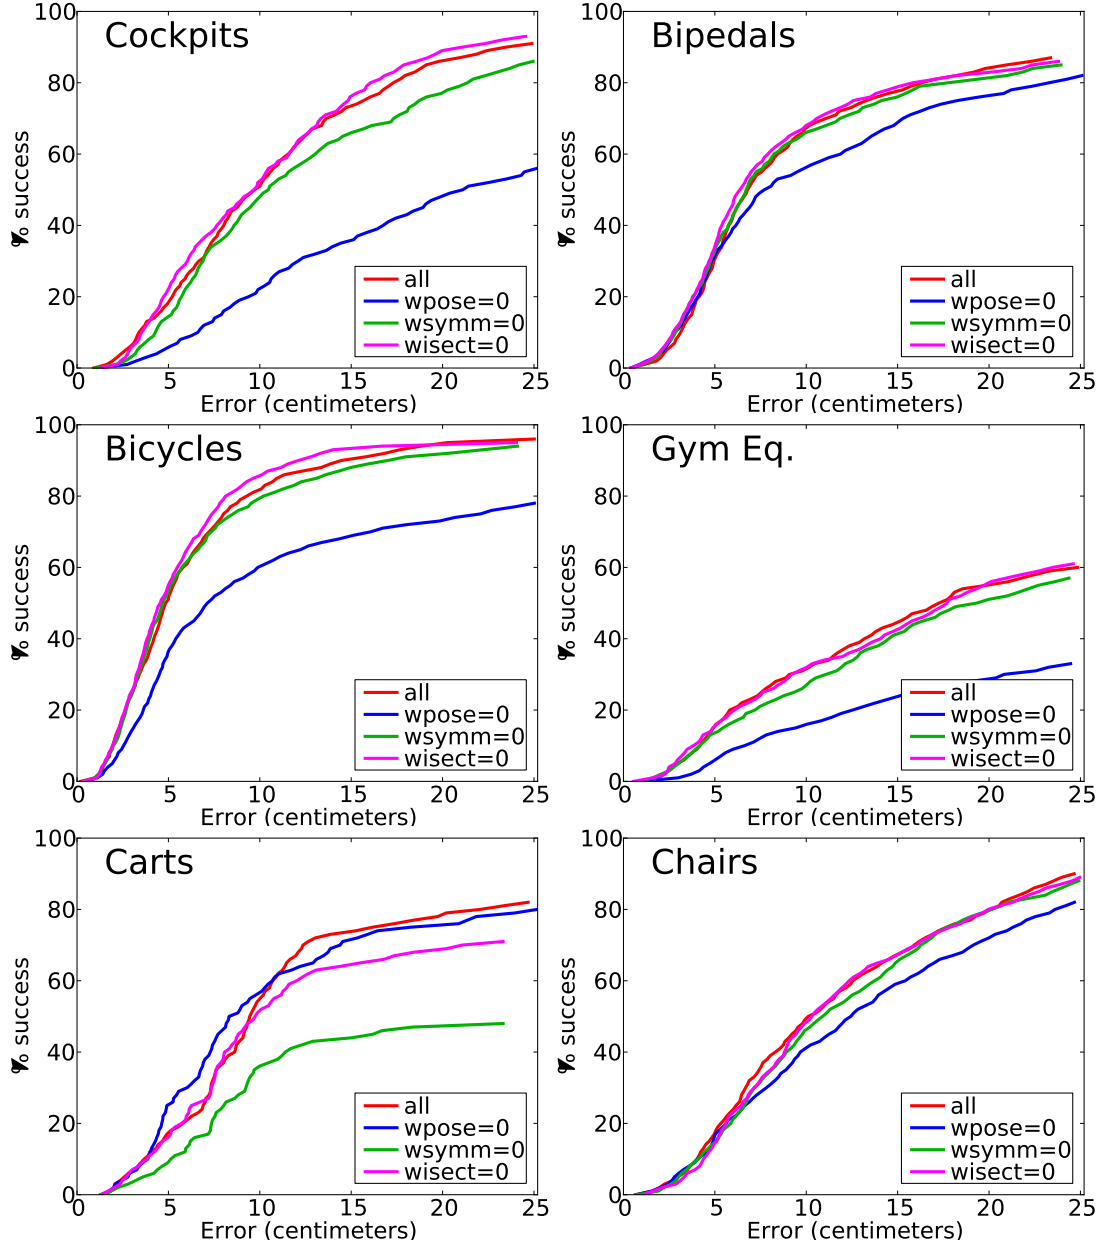 Cockpits
100
80
60
40
20
0
% success
all
wpose=0
wsymm=0
wisect=0
0 5 10 15 20 25
Error (centimeters)
Bipedals
100
80
60
40
20
0
% success
all
wpose=0
wsymm=0
wisect=0
0 5 10 15 20 25
Error (centimeters)
Bicycles
100
80
60
40
20
0
% success
all
wpose=0
wsymm=0
wisect=0
0 5 10 15 20 25
Error (centimeters)
Gym Eq.
100
80
60
40
20
0
% success
all
wpose=0
wsymm=0
wisect=0
0 5 10 15 20 25
Error (centimeters)
Carts
100
80
60
40
20
0
% success
all
wpose=0
wsymm=0
wisect=0
0 5 10 15 20 25
Error (centimeters)
Chairs
100
80
60
40
20
0
% success
all
wpose=0
wsymm=0
wisect=0
0 5 10 15 20 25
Error (centimeters)